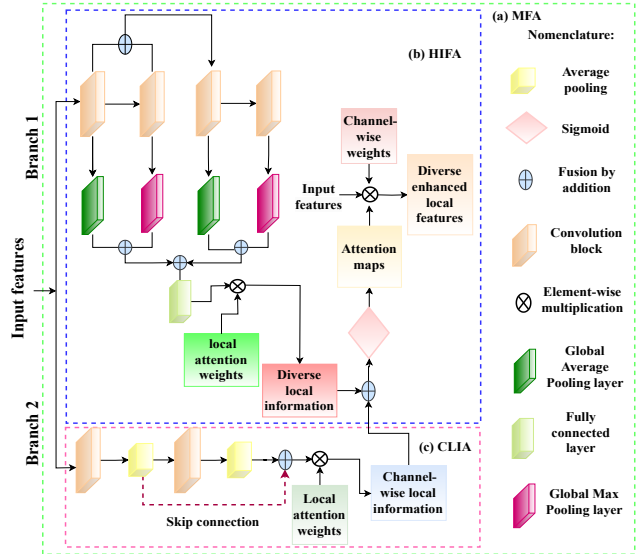 (a) MFA
Nomenclature:
(b) HIFA
Average
pooling
Sigmoid
Fusion by
addition
Convolution
block
Element-wise
multiplication
Global
Average
Pooling layer
Fully
connected
layer
Global Max
Pooling layer
Branch 1
Input features
Branch 2
Channel-
wise
weights
Input
features
Diverse
enhanced
local
features
Attention
maps
local
attention
weights
Diverse
local
information
(c) CLIA
Skip connection
Local
attention
weights
Channel-
wise local
information